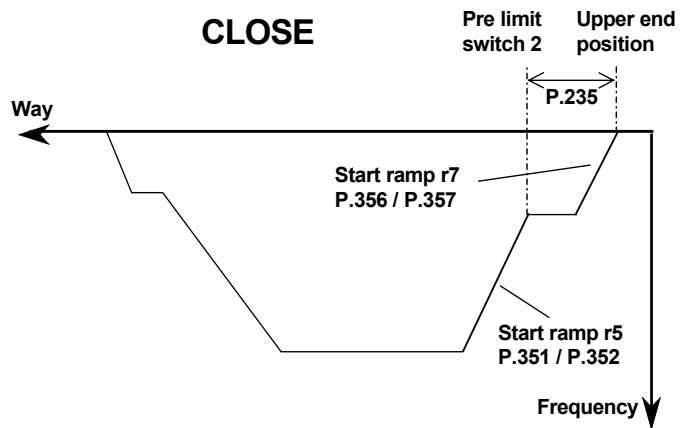 CLOSE
Pre limit
switch 2
Upper end
position
P.235
Way
Start ramp r7
P.356 / P.357
Start ramp r5
P.351 / P.352
Frequency